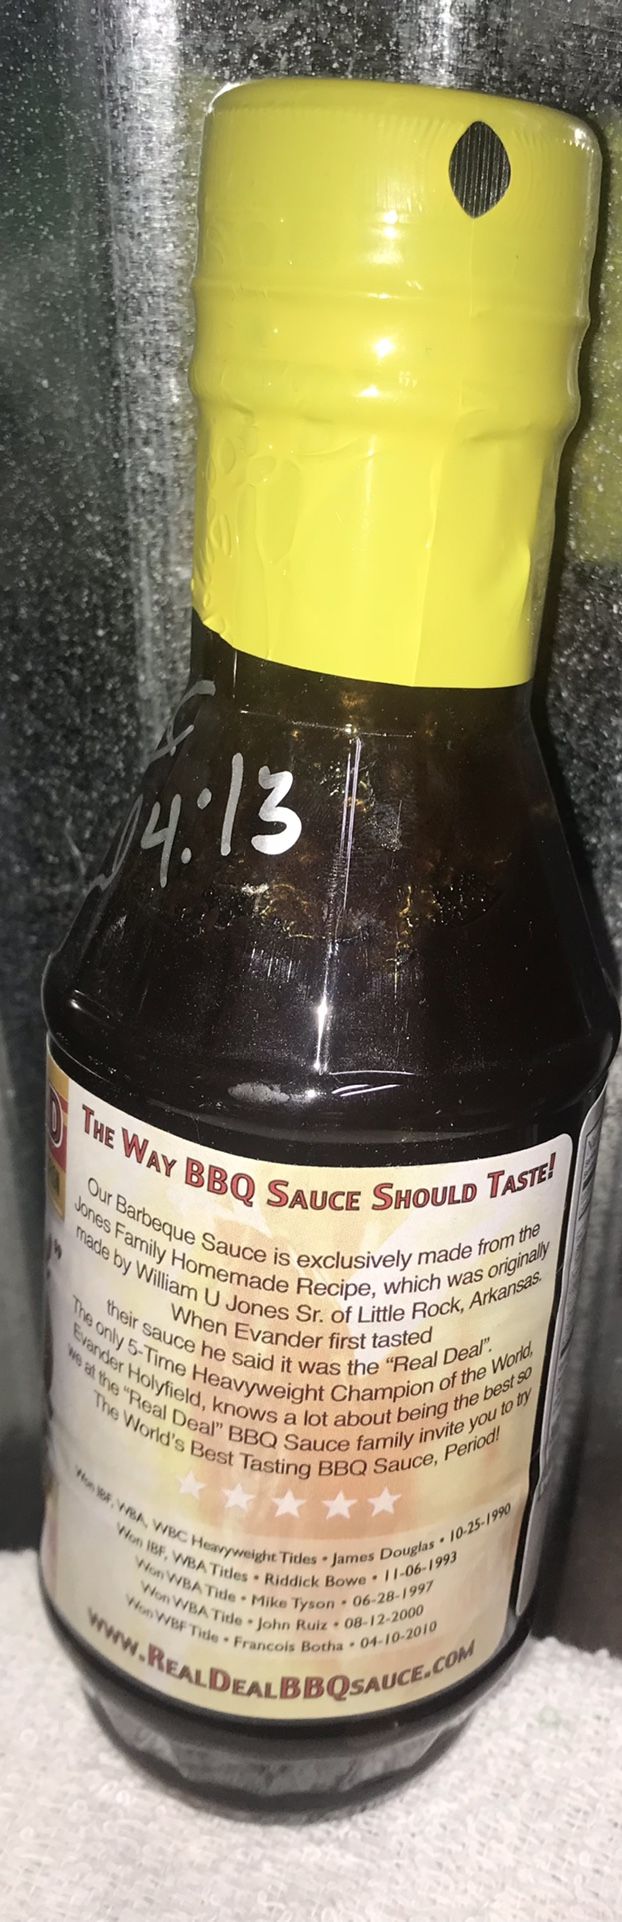 4:13
D
THE WAY BBQ SAUCE SHOULD TASTE!
Our Barbeque Sauce is exclusively made from the
Jones Family Homemade Recipe, which was originally
made by William U Jones Sr. of Little Rock, Arkansas.
When Evander first tasted
their sauce he said it was the "Real Deal".
The only 5-Time Heavyweight Champion of the World,
Evander Holyfield, knows a lot about being the best so
we at the "Real Deal" BBQ Sauce family invite you to try
The World's Best Tasting BBQ Sauce, Period!
Won IBF, WBA, WBC Heavyweight Titles • James Douglas • 10-25-1990
Won IBF, WBA Titles • Riddick Bowe • 11-06-1993
Won WBA Title • Mike Tyson • 06-28-1997
Won WBA Title • John Ruiz • 08-12-2000
Won WBF Title • Francois Botha • 04-10-2010
WWW.REALDEALBBQSAUCE.COM